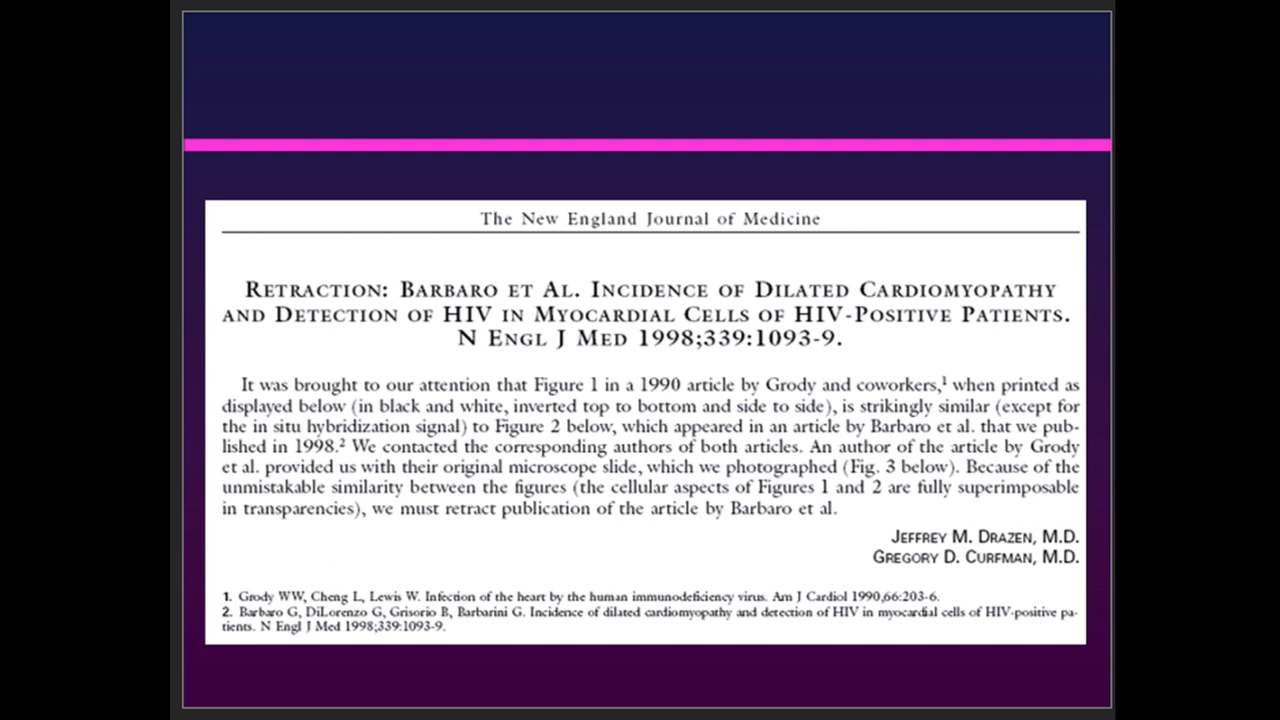 The New England Journal of Medicine
RETRACTION: BARBARO ET AL. INCIDENCE OF DILATED CARDIOMYOPATHY
AND DETECTION OF HIV IN MYOCARDIAL CELLS OF HIV-POSITIVE PATIENTS.
N ENGL J MED 1998;339:1093-9.
It was brought to our attention that Figure 1 in a 1990 article by Grody and coworkers,¹ when printed as
displayed below (in black and white, inverted top to bottom and side to side), is strikingly similar (except for
the in situ hybridization signal) to Figure 2 below, which appeared in an article by Barbaro et al. that we pub-
lished in 1998.² We contacted the corresponding authors of both articles. An author of the article by Grody
et al. provided us with their original microscope slide, which we photographed (Fig. 3 below). Because of the
unmistakable similarity between the figures (the cellular aspects of Figures 1 and 2 are fully superimposable
in transparencies), we must retract publication of the article by Barbaro et al.
JEFFREY M. DRAZEN, M.D.
GREGORY D. CURFMAN, M.D.
1. Grody WW, Cheng L, Lewis W. Infection of the heart by the human immunodeficiency virus. Am J Cardiol 1990;66:203-6.
2. Barbaro G, DiLorenzo G, Grisorio B, Barbarini G. Incidence of dilated cardiomyopathy and detection of HIV in myocardial cells of HIV-positive pa-
tients. N Engl J Med 1998;339:1093-9.